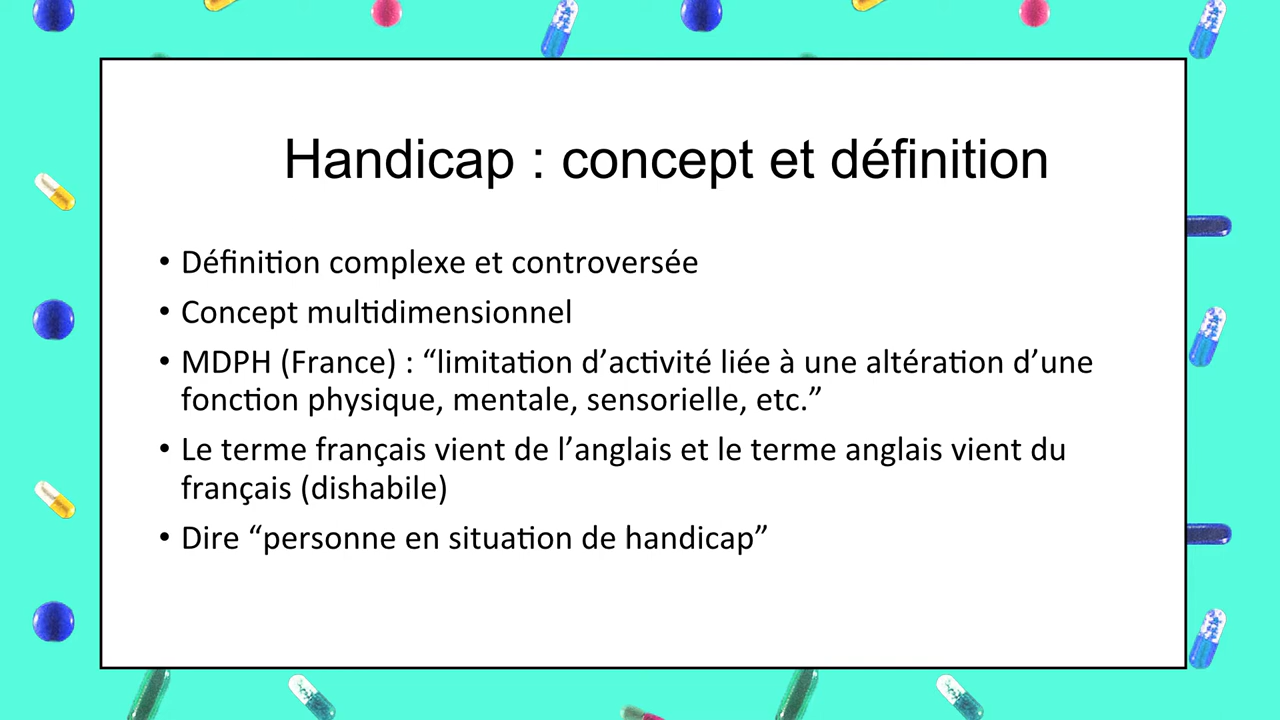 Handicap : concept et définition
• Définition complexe et controversée
• Concept multidimensionnel
• MDPH (France) : “limitation d’activité liée à une altération d’une
fonction physique, mentale, sensorielle, etc.”
• Le terme français vient de l’anglais et le terme anglais vient du
français (dishabile)
• Dire “personne en situation de handicap”